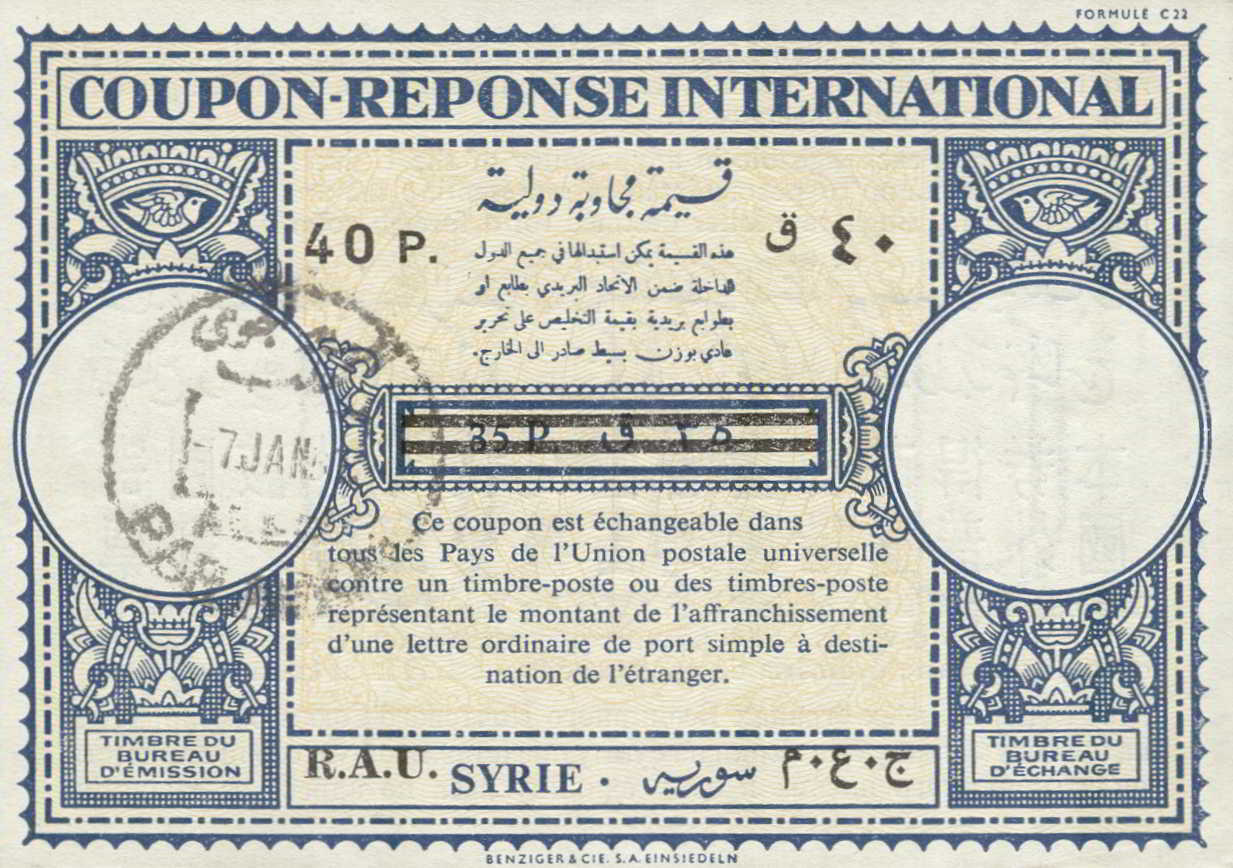 FORMULE C 22
COUPON-REPONSE INTERNATIONAL
قسيمة مجاوبة دولية
40 P.
٤٠ ق
هذه القسيمة يمكن استبدالها في جميع الدول
الداخلة ضمن الاتحاد البريدي بطابع او
بطوابع بريدية بقيمة التخليص على تحرير
عادي بوزن بسيط صادر الى الخارج.
35 P. ٣٥ ق
جوي
-7.JAN
Ce coupon est échangeable dans
tous les Pays de l'Union postale universelle
contre un timbre-poste ou des timbres-poste
représentant le montant de l'affranchissement
d'une lettre ordinaire de port simple à desti-
nation de l'étranger.
TIMBRE DU
BUREAU
D'ÉMISSION
R.A.U. SYRIE . سورية ج٠ع٠م
TIMBRE DU
BUREAU
D'ÉCHANGE
BENZIGER & CIE. S.A. EINSIEDELN